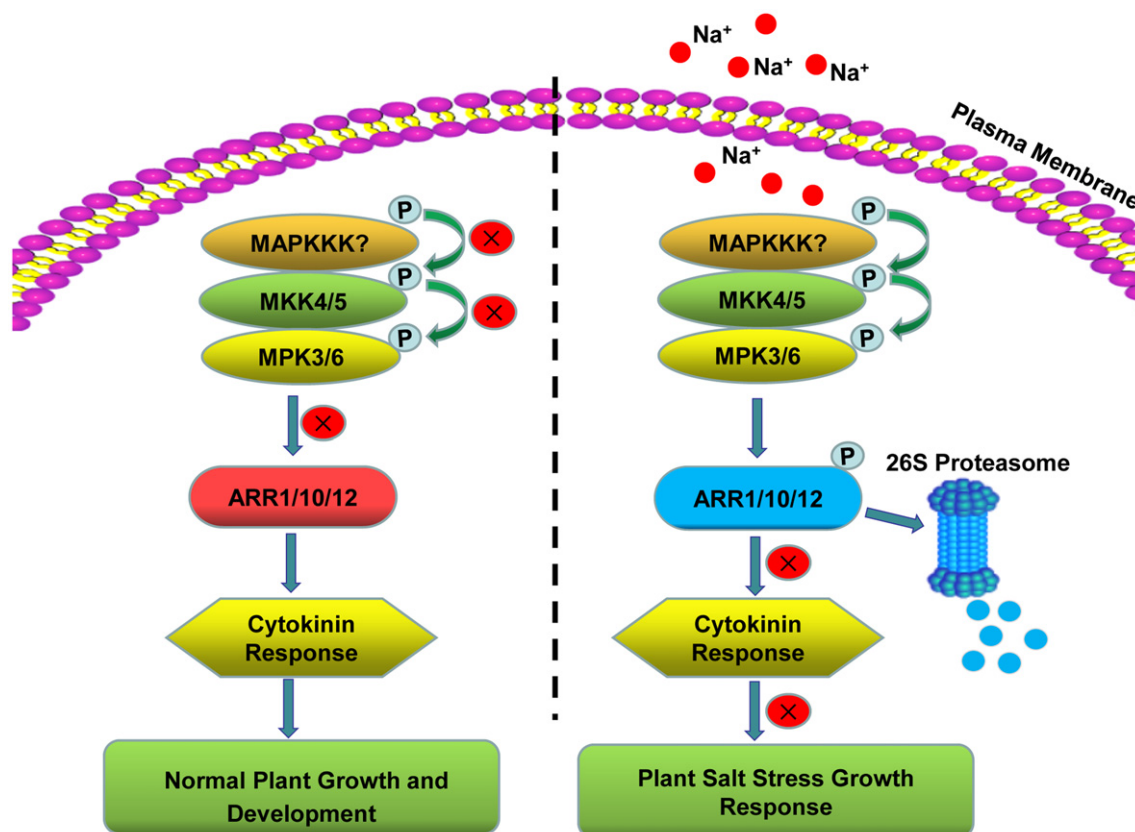 Na⁺
Na⁺
Na⁺
Plasma Membrane
Na⁺
P
MAPKKK?
×
P
MKK4/5
×
P
MPK3/6
×
ARR1/10/12
Cytokinin
Response
Normal Plant Growth and
Development
P
MAPKKK?
P
MKK4/5
P
MPK3/6
P
ARR1/10/12
26S Proteasome
×
Cytokinin
Response
×
Plant Salt Stress Growth
Response